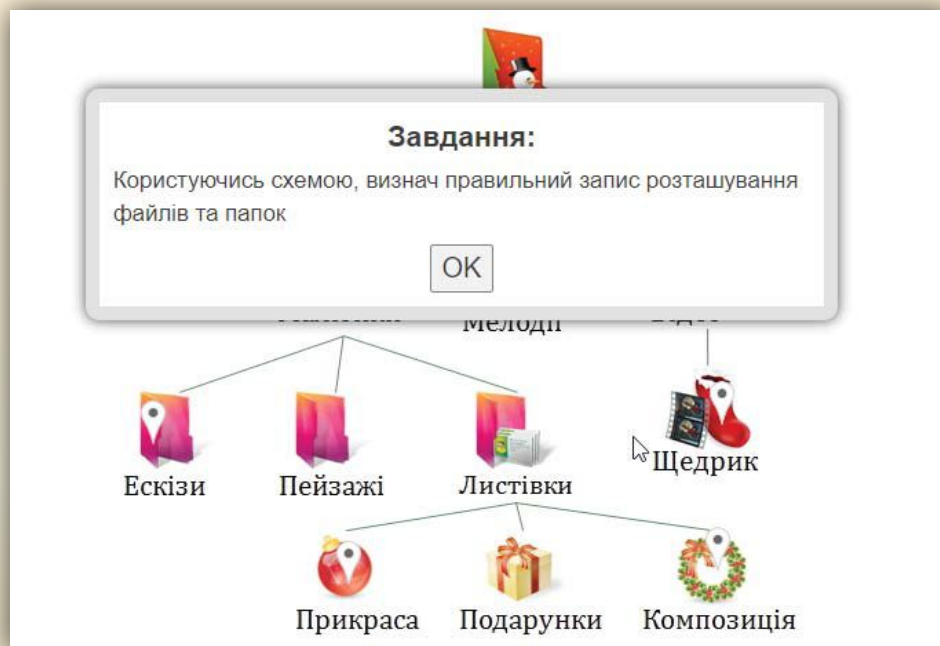 Завдання:
Користуючись схемою, визнач правильний запис розташування
файлів та папок
OK
Мелодії
Ескізи Пейзажі Листівки Щедрик
Прикраса Подарунки Композиція